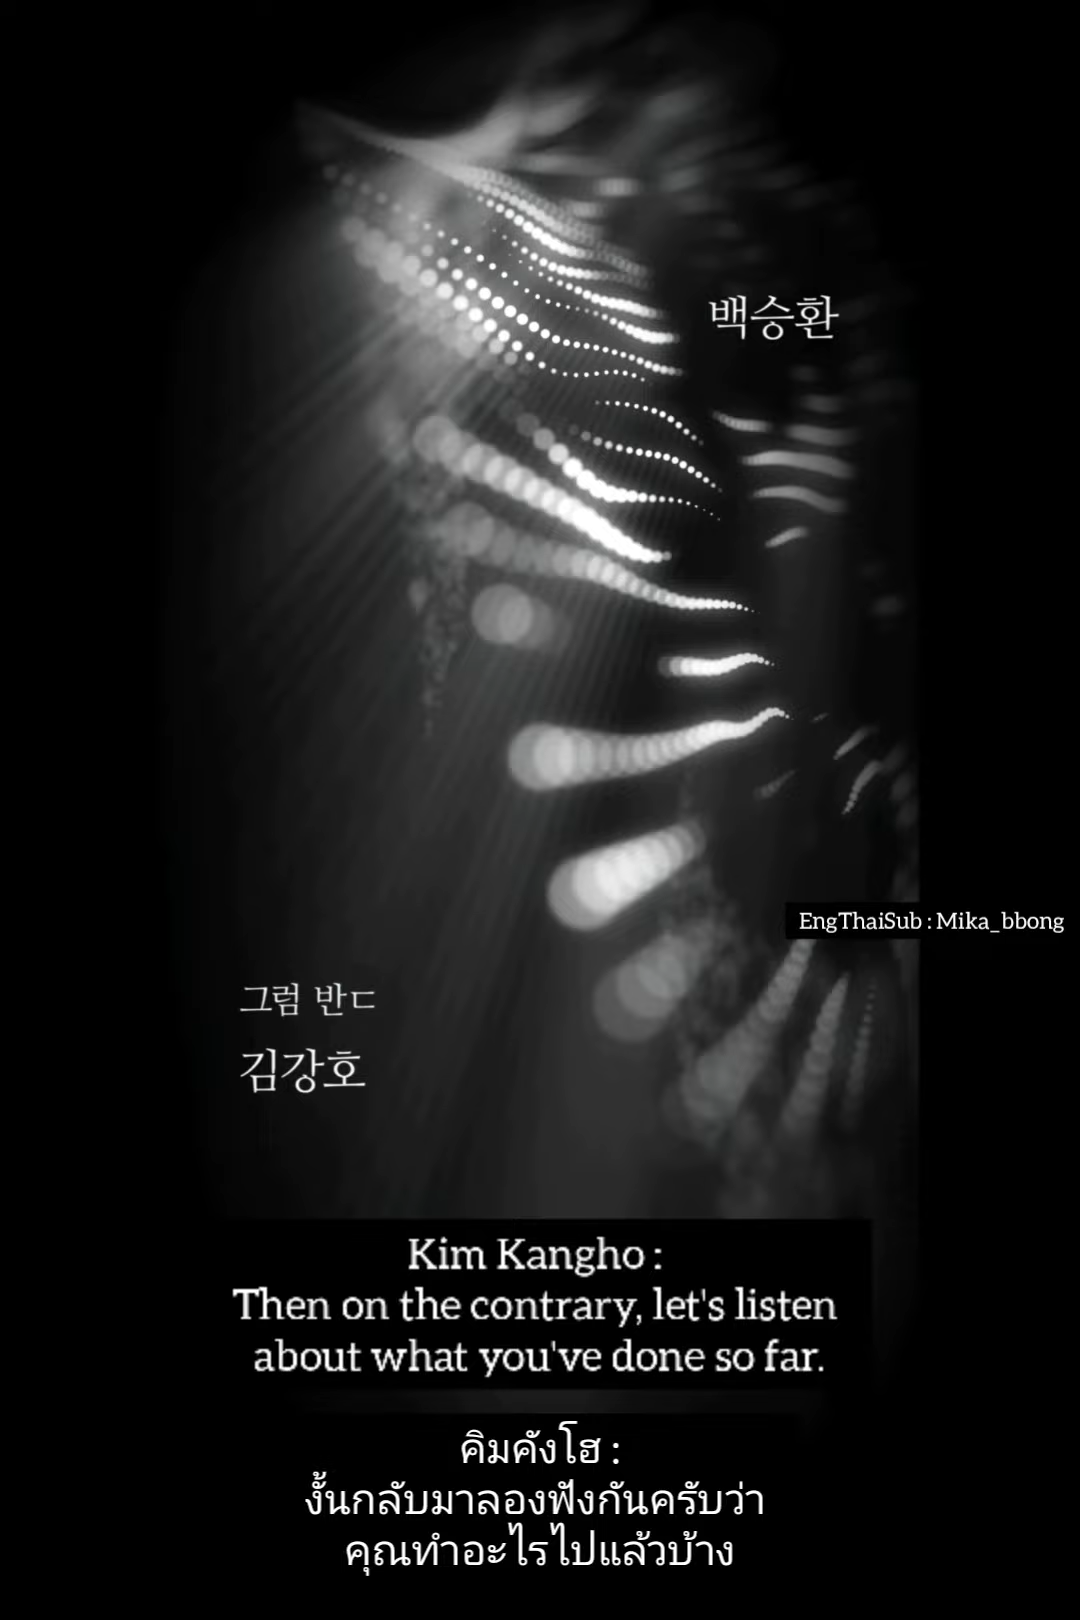 백승환
EngThaiSub : Mika_bbong
그럼 반ㄷ
김강호
Kim Kangho :
Then on the contrary, let's listen
about what you've done so far.
คิมคังโฮ :
งั้นกลับมาลองฟังกันครับว่า
คุณทำอะไรไปแล้วบ้าง